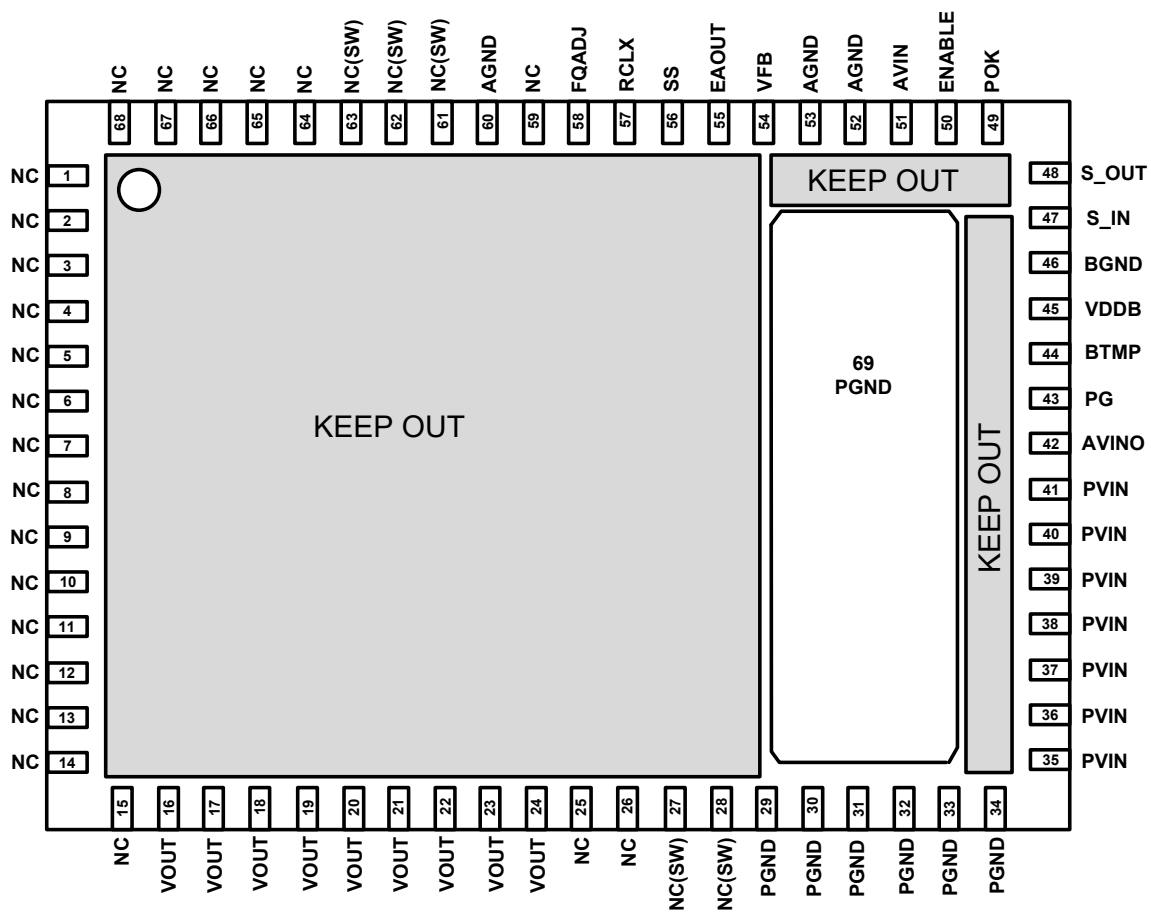 NC NC NC NC NC NC(SW) NC(SW) NC(SW) AGND NC FQADJ RCLX SS EAOUT VFB AGND AGND AVIN ENABLE POK
68 67 66 65 64 63 62 61 60 59 58 57 56 55 54 53 52 51 50 49
NC 1
NC 2
NC 3
NC 4
NC 5
NC 6
NC 7
NC 8
NC 9
NC 10
NC 11
NC 12
NC 13
NC 14
KEEP OUT
KEEP OUT
69
PGND
KEEP OUT
48 S_OUT
47 S_IN
46 BGND
45 VDDB
44 BTMP
43 PG
42 AVINO
41 PVIN
40 PVIN
39 PVIN
38 PVIN
37 PVIN
36 PVIN
35 PVIN
15 16 17 18 19 20 21 22 23 24 25 26 27 28 29 30 31 32 33 34
NC VOUT VOUT VOUT VOUT VOUT VOUT VOUT VOUT VOUT NC NC NC(SW) NC(SW) PGND PGND PGND PGND PGND PGND